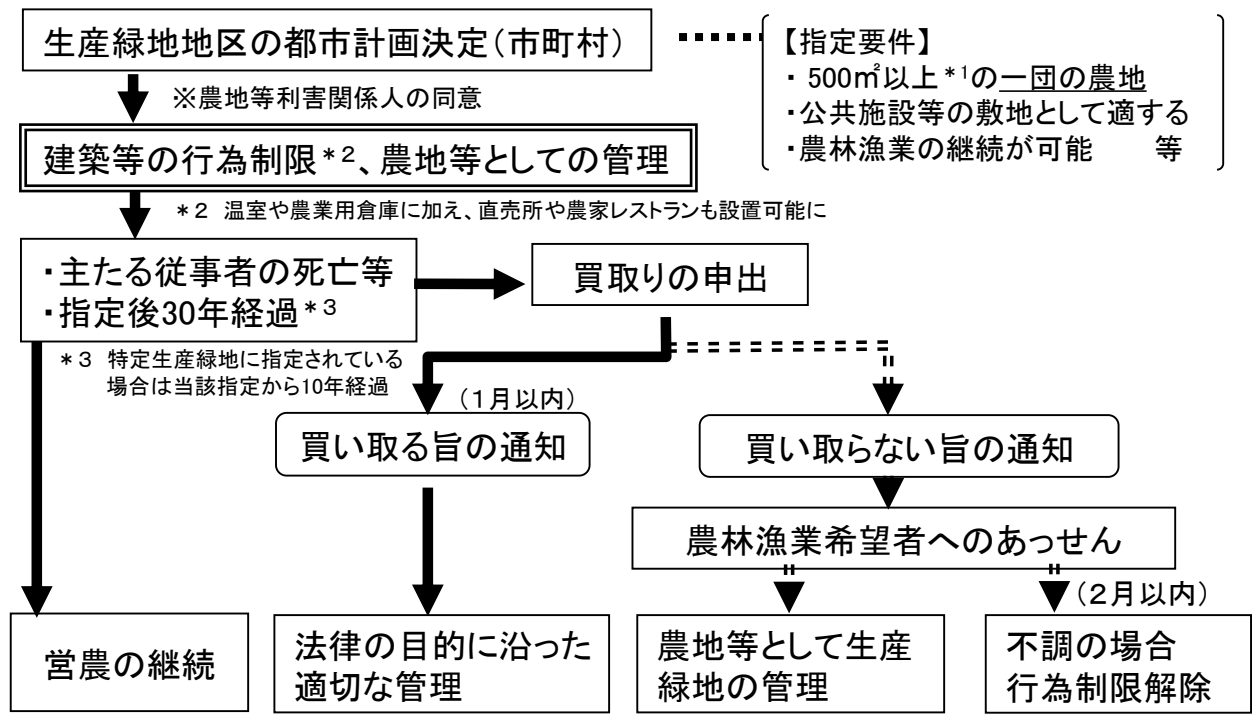 生産緑地地区の都市計画決定(市町村)
【指定要件】
・ 500㎡以上*1の一団の農地
・公共施設等の敷地として適する
・農林漁業の継続が可能　　等
※農地等利害関係人の同意
建築等の行為制限*2、農地等としての管理
*2 温室や農業用倉庫に加え、直売所や農家レストランも設置可能に
・主たる従事者の死亡等
・指定後30年経過*3
買取りの申出
*3 特定生産緑地に指定されている
場合は当該指定から10年経過
(1月以内)
買い取る旨の通知
買い取らない旨の通知
農林漁業希望者へのあっせん
(2月以内)
営農の継続
法律の目的に沿った
適切な管理
農地等として生産
緑地の管理
不調の場合
行為制限解除